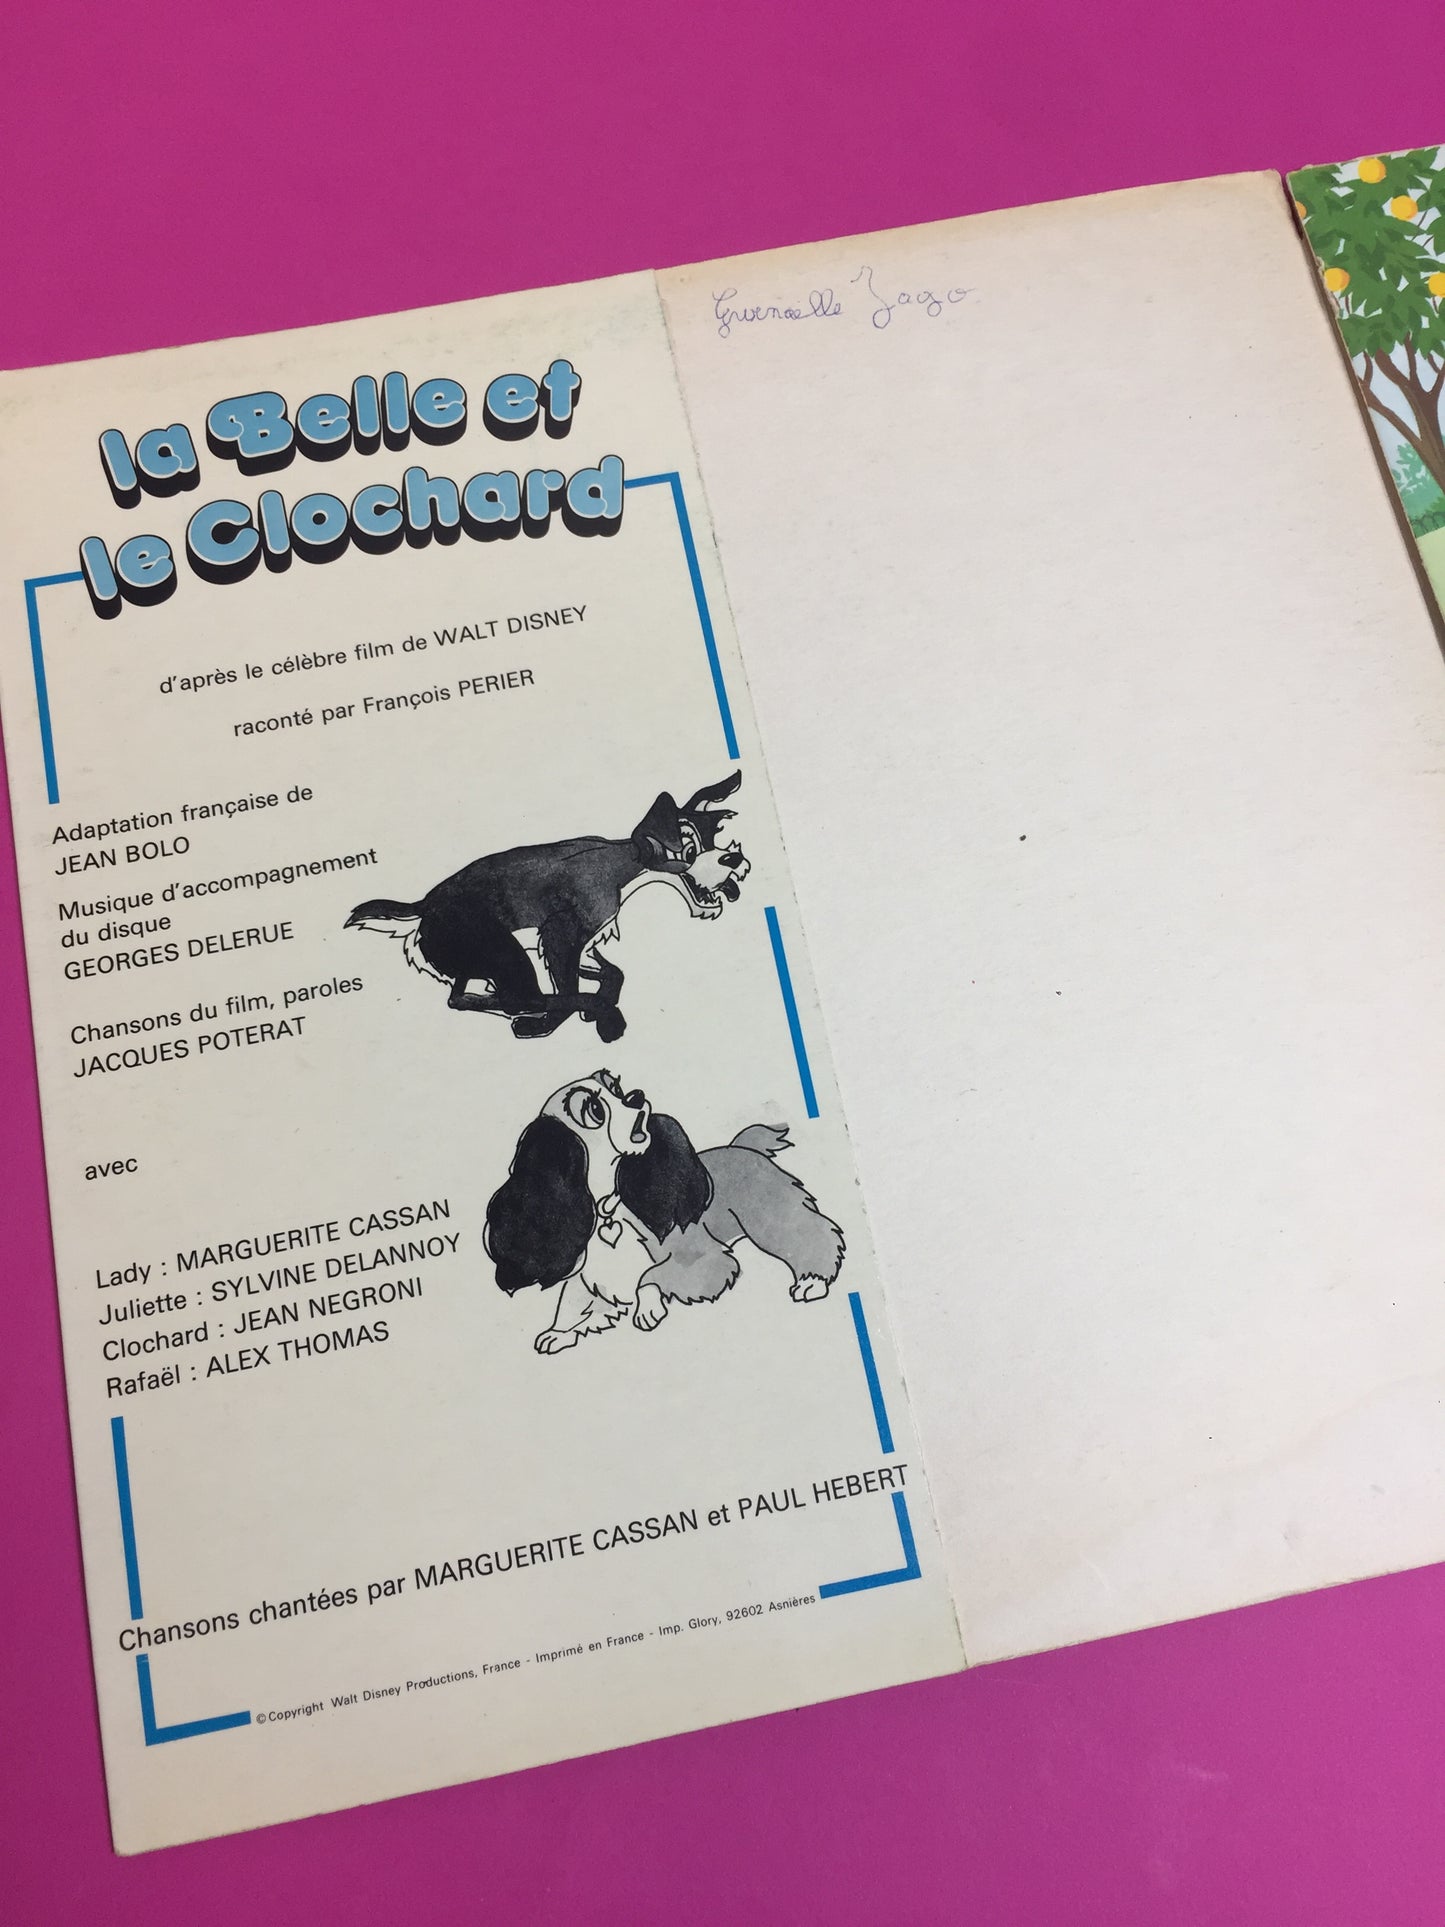 la Belle et
le Clochard
d'après le célèbre film de WALT DISNEY
raconté par François PERIER
Adaptation française de
JEAN BOLO
Musique d'accompagnement
du disque
GEORGES DELERUE
Chansons du film, paroles
JACQUES POTERAT
avec
Lady : MARGUERITE CASSAN
Juliette : SYLVINE DELANNOY
Clochard : JEAN NEGRONI
Rafaël : ALEX THOMAS
Chansons chantées par MARGUERITE CASSAN et PAUL HEBERT
©Copyright Walt Disney Productions, France - Imprimé en France - Imp. Glory, 92602 Asnières
Gwenaëlle Jago